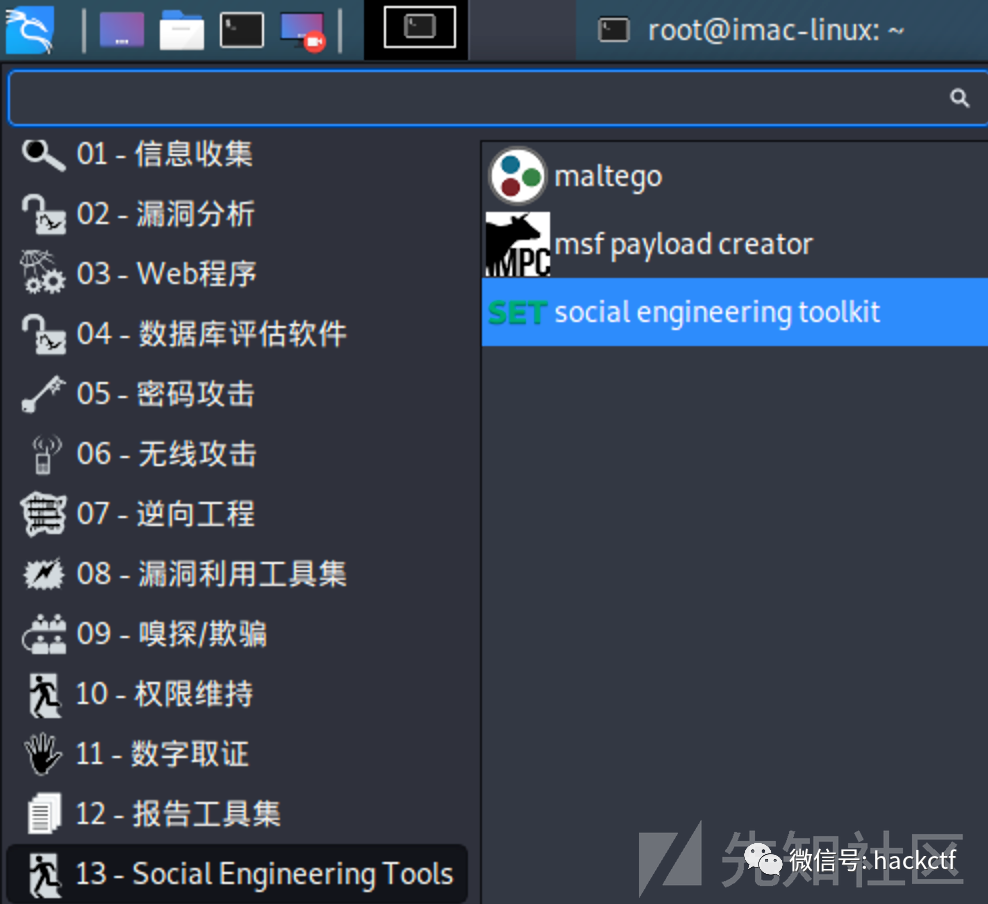 root@imac-linux: ~
01 - 信息收集
02 - 漏洞分析
03 - Web程序
04 - 数据库评估软件
05 - 密码攻击
06 - 无线攻击
07 - 逆向工程
08 - 漏洞利用工具集
09 - 嗅探/欺骗
10 - 权限维持
11 - 数字取证
12 - 报告工具集
13 - Social Engineering Tools
maltego
MPC
msf payload creator
SET social engineering toolkit
先知社区
微信号: hackctf